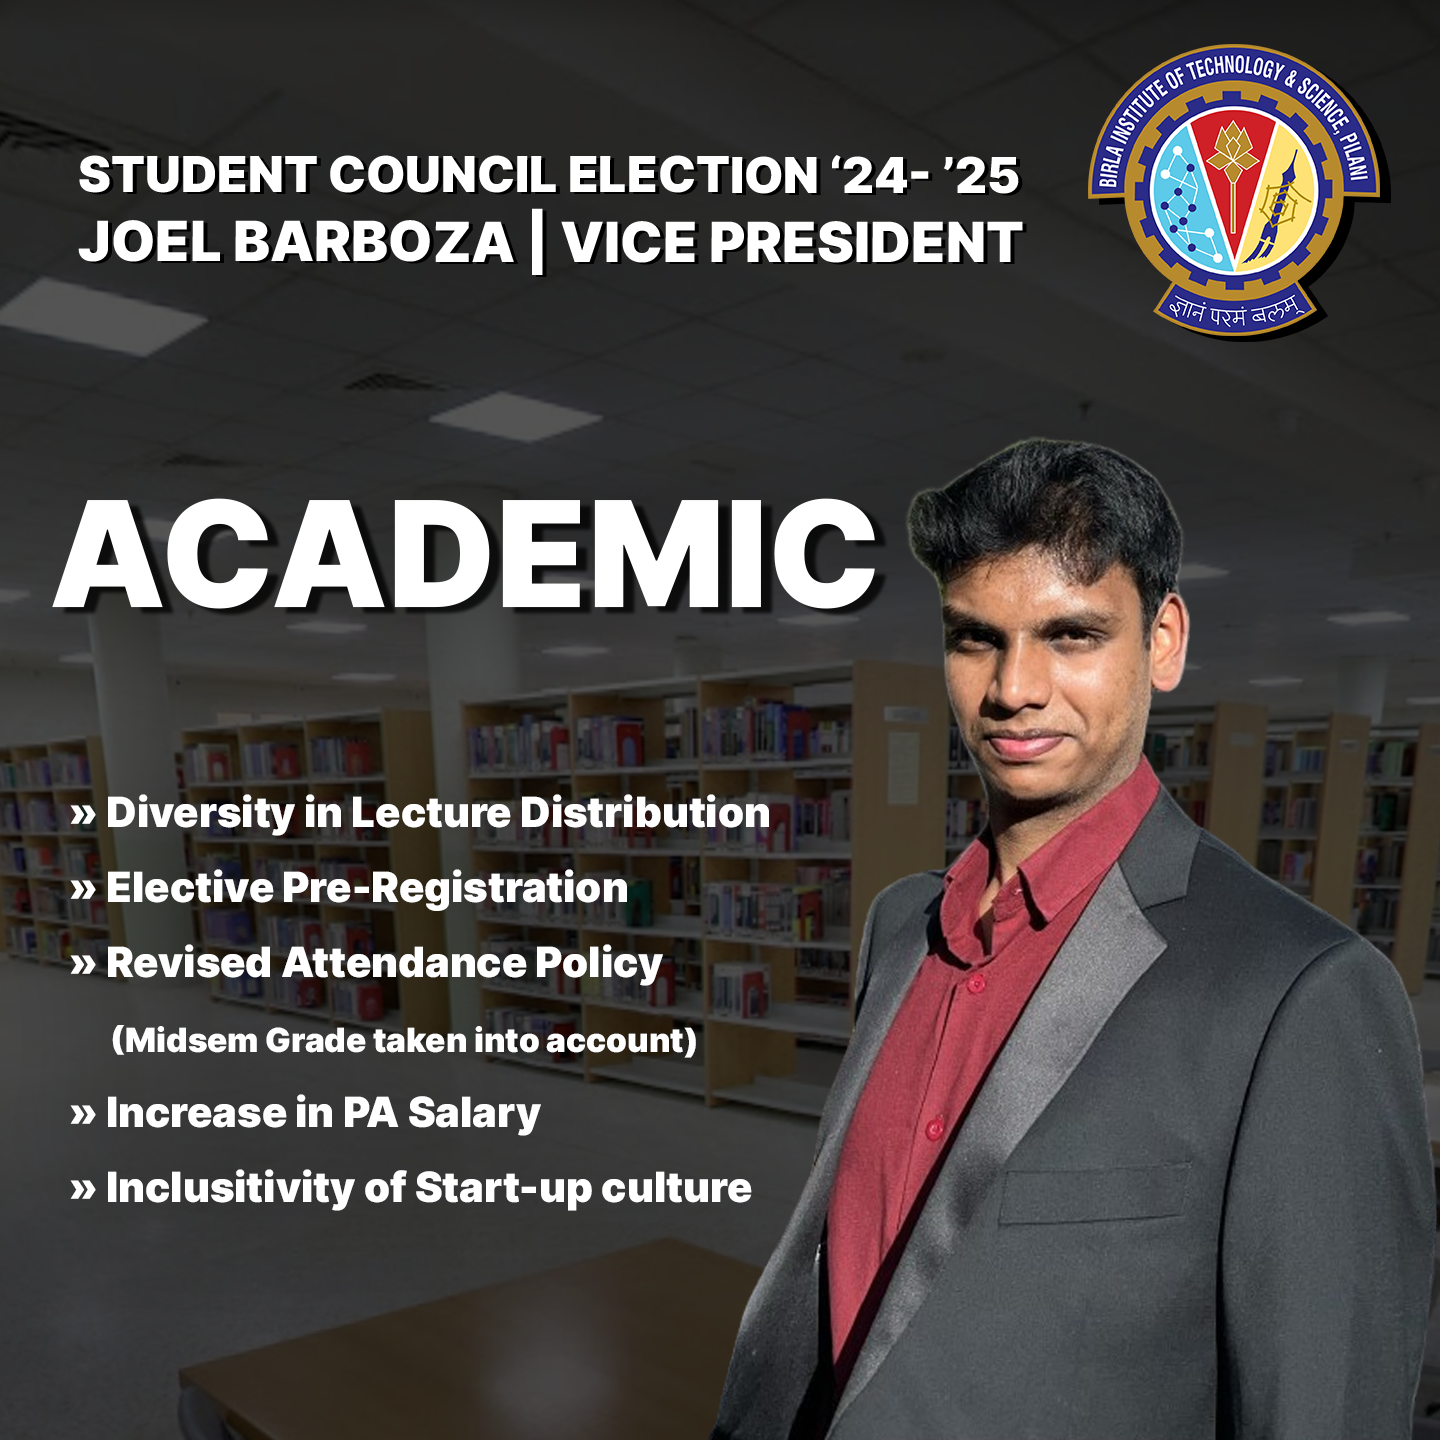 STUDENT COUNCIL ELECTION ‘24- ’25
JOEL BARBOZA | VICE PRESIDENT
BIRLA INSTITUTE OF TECHNOLOGY & SCIENCE, PILANI
ज्ञानं परमं बलम्
ACADEMIC
» Diversity in Lecture Distribution
» Elective Pre-Registration
» Revised Attendance Policy
(Midsem Grade taken into account)
» Increase in PA Salary
» Inclusitivity of Start-up culture